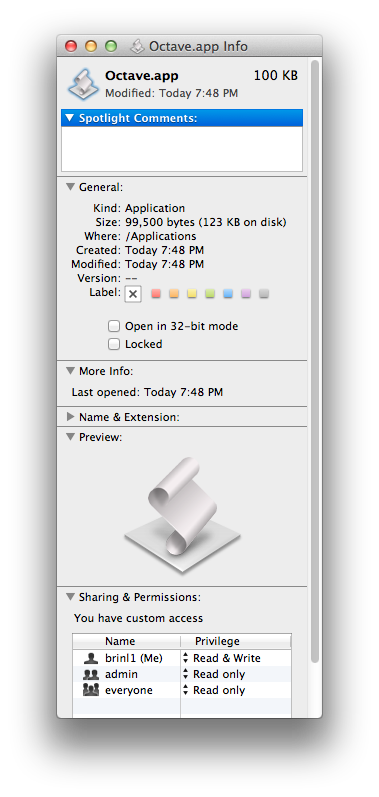 Octave.app Info
Octave.app 100 KB
Modified: Today 7:48 PM
Spotlight Comments:
General:
Kind: Application
Size: 99,500 bytes (123 KB on disk)
Where: /Applications
Created: Today 7:48 PM
Modified: Today 7:48 PM
Version: --
Label:
Open in 32-bit mode
Locked
More Info:
Last opened: Today 7:48 PM
Name & Extension:
Preview:
Sharing & Permissions:
You have custom access
Name Privilege
brinl1 (Me) Read & Write
admin Read only
everyone Read only